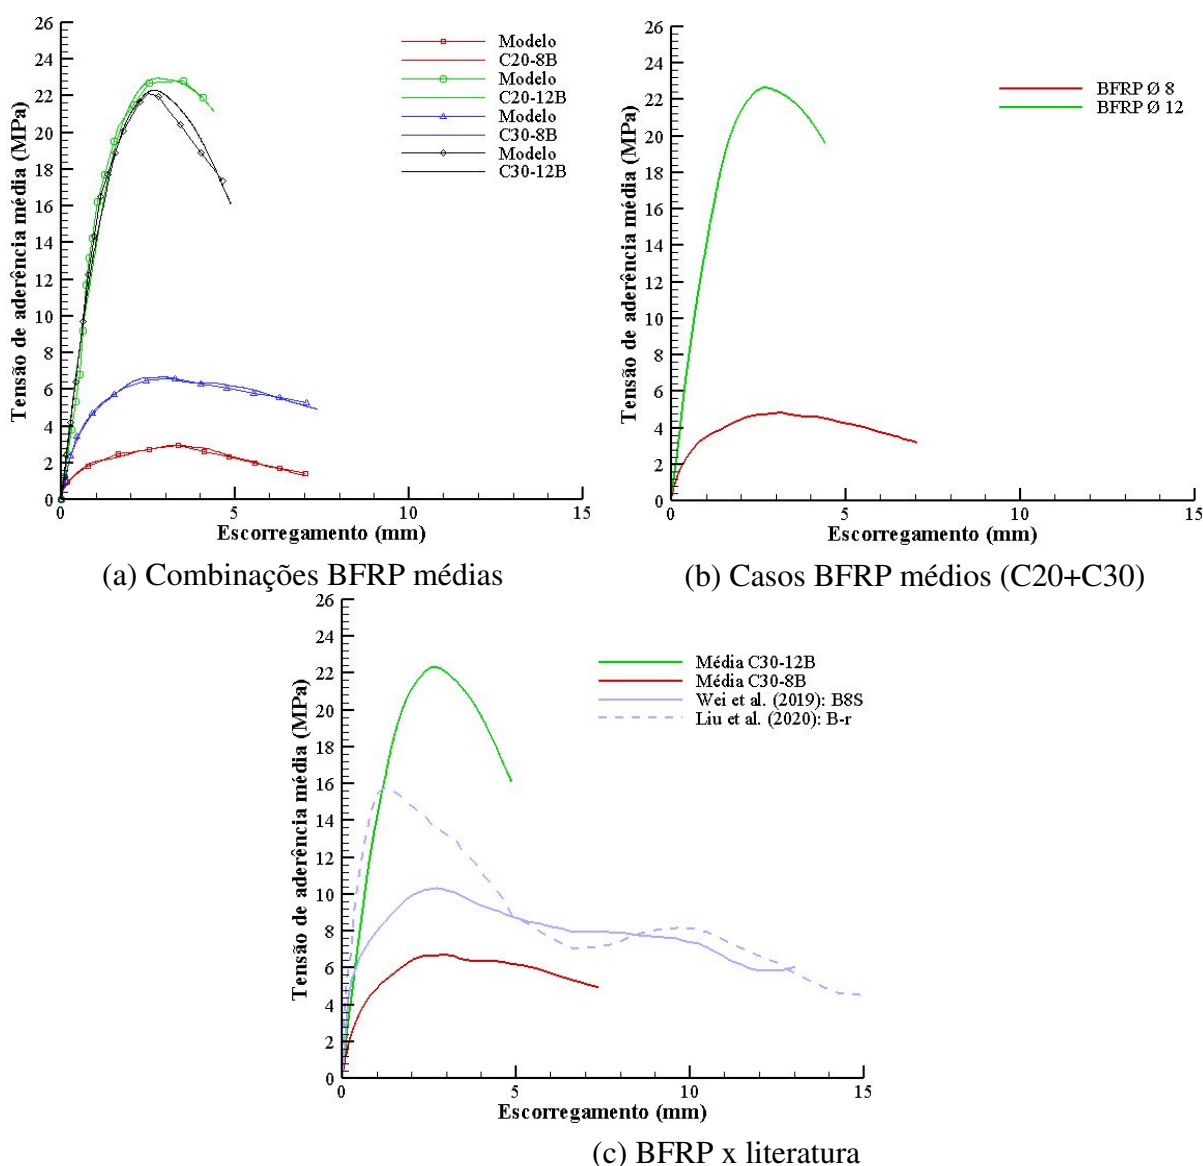 26
24
22
20
18
16
14
12
10
8
6
4
2
0
Tensão de aderência média (MPa)
Modelo
C20-8B
Modelo
C20-12B
Modelo
C30-8B
Modelo
C30-12B
0 5 10 15
Escorregamento (mm)
(a) Combinações BFRP médias
26
24
22
20
18
16
14
12
10
8
6
4
2
0
Tensão de aderência média (MPa)
BFRP Ø 8
BFRP Ø 12
0 5 10 15
Escorregamento (mm)
(b) Casos BFRP médios (C20+C30)
26
24
22
20
18
16
14
12
10
8
6
4
2
0
Tensão de aderência média (MPa)
Média C30-12B
Média C30-8B
Wei et al. (2019): B8S
Liu et al. (2020): B-r
0 5 10 15
Escorregamento (mm)
(c) BFRP x literatura